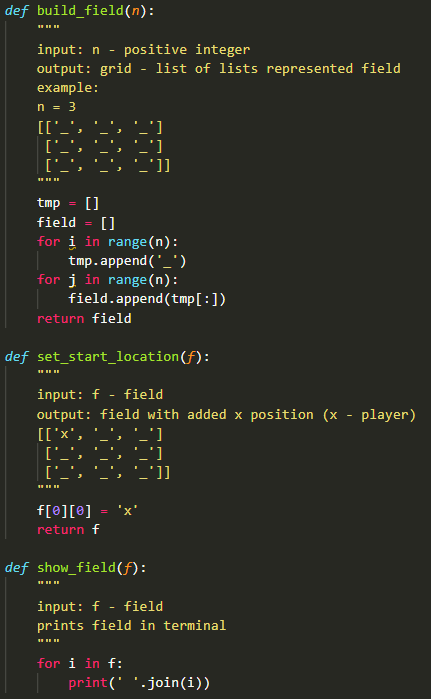 def build_field(n):
    """
    input: n - positive integer
    output: grid - list of lists represented field
    example:
    n = 3
    [['_', '_', '_']
     ['_', '_', '_']
     ['_', '_', '_']]
    """
    tmp = []
    field = []
    for i in range(n):
        tmp.append('_')
    for j in range(n):
        field.append(tmp[:])
    return field
def set_start_location(f):
    """
    input: f - field
    output: field with added x position (x - player)
    [['x', '_', '_']
     ['_', '_', '_']
     ['_', '_', '_']]
    """
    f[0][0] = 'x'
    return f
def show_field(f):
    """
    input: f - field
    prints field in terminal
    """
    for i in f:
        print(' '.join(i))